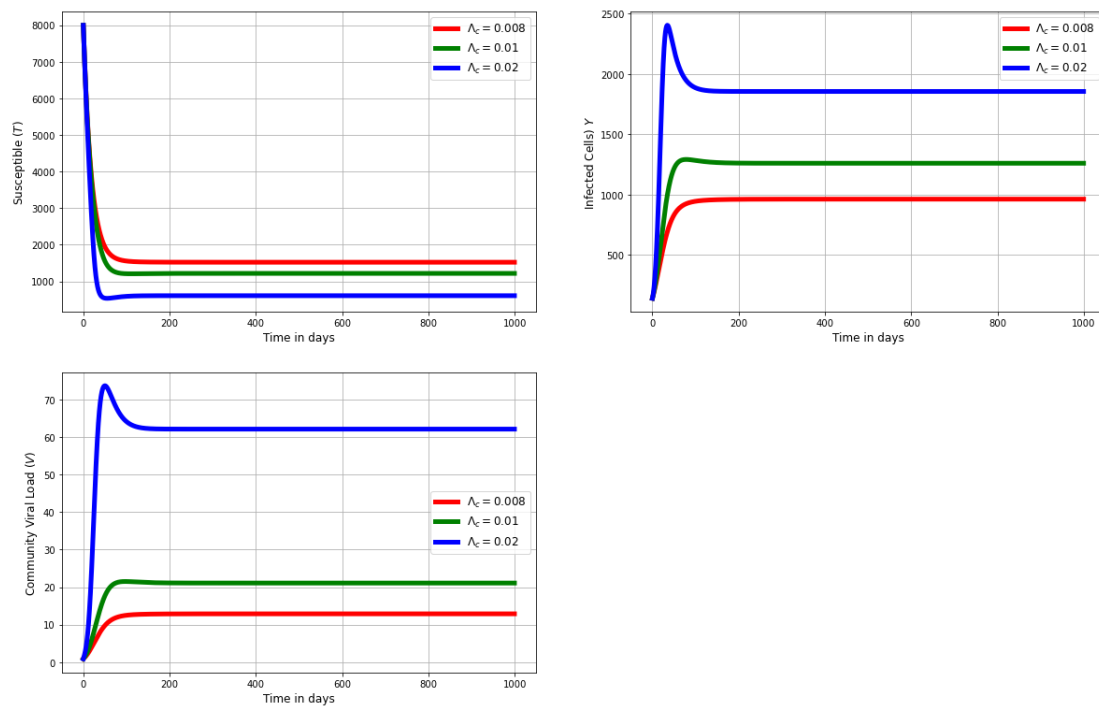 8000
7000
6000
5000
4000
3000
2000
1000
Susceptible (T)
Λc = 0.008
Λc = 0.01
Λc = 0.02
0 200 400 600 800 1000
Time in days
2500
2000
1500
1000
500
Infected Cells) Y
Λc = 0.008
Λc = 0.01
Λc = 0.02
0 200 400 600 800 1000
Time in days
70
60
50
40
30
20
10
0
Community Viral Load (V)
Λc = 0.008
Λc = 0.01
Λc = 0.02
0 200 400 600 800 1000
Time in days